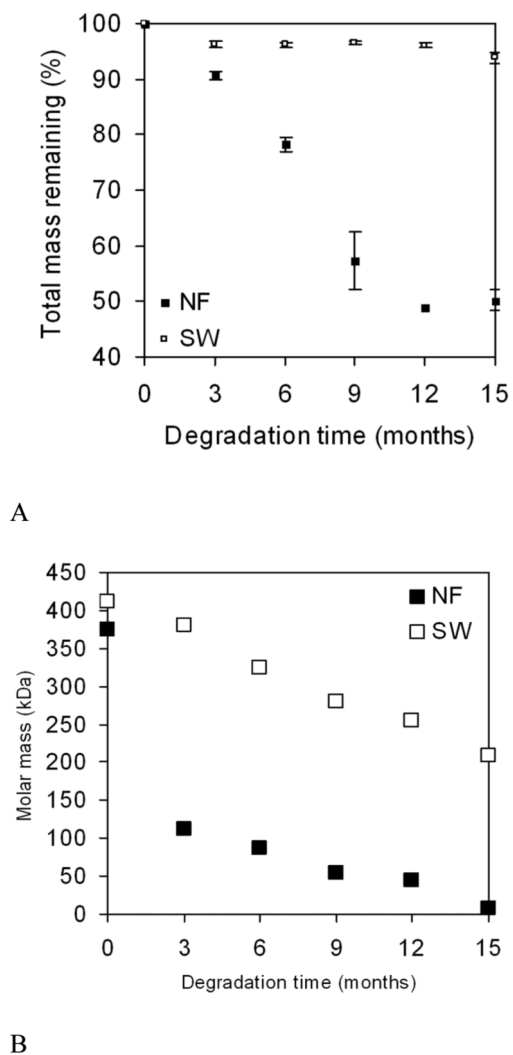 100
90
80
70
60
50
40
Total mass remaining (%)
NF
SW
0 3 6 9 12 15
Degradation time (months)
A
450
400
350
300
250
200
150
100
50
0
Molar mass (kDa)
NF
SW
0 3 6 9 12 15
Degradation time (months)
B